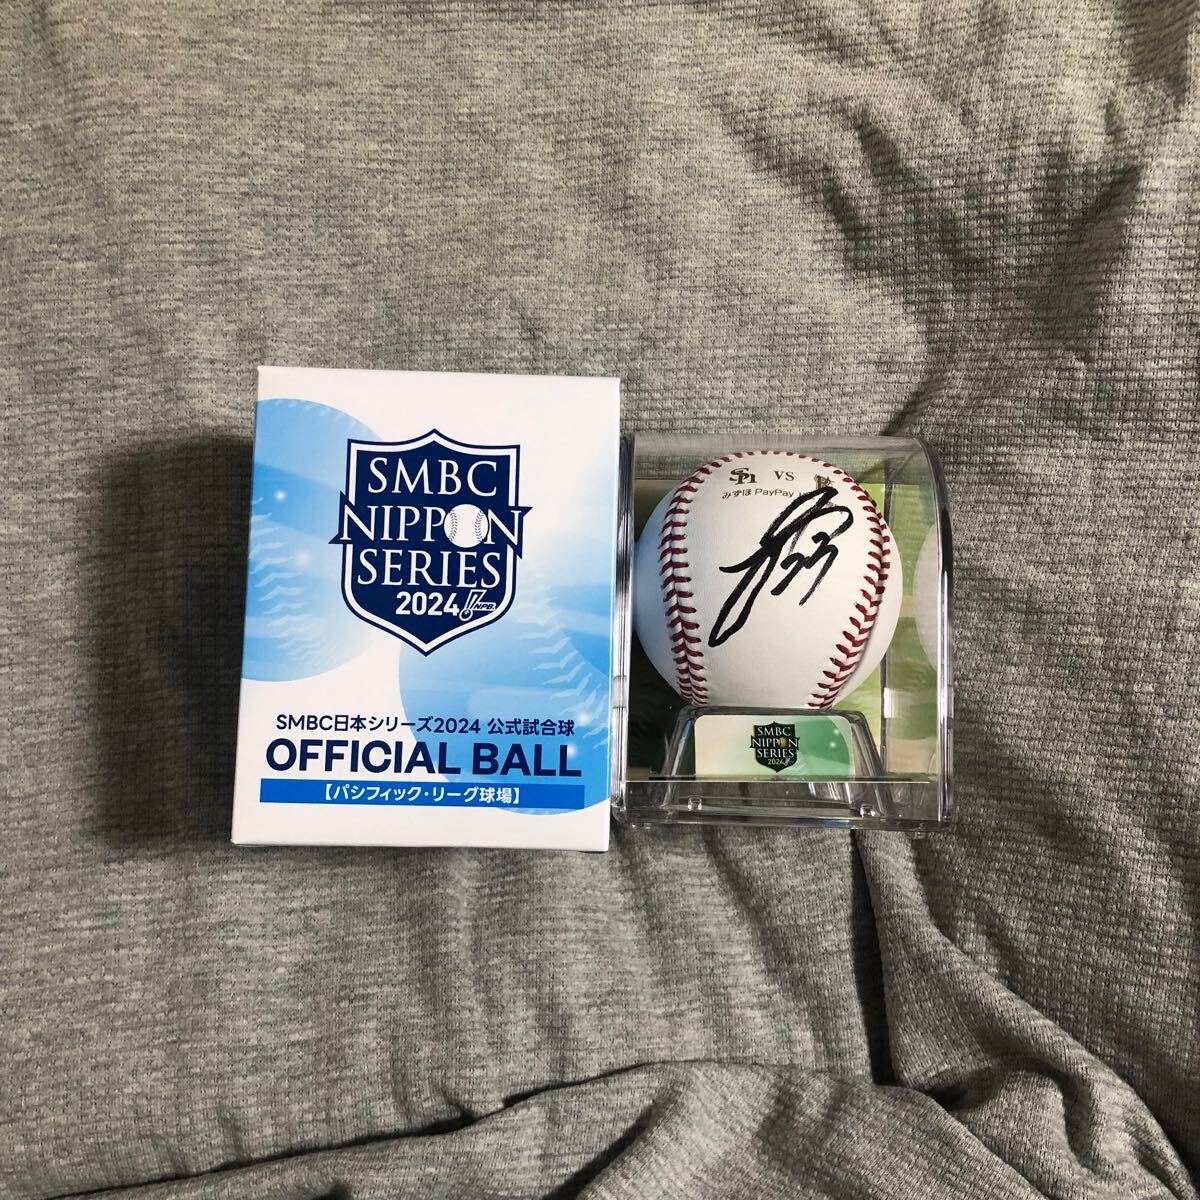 SMBC
NIPPON
SERIES
2024 NPB
SMBC日本シリーズ2024 公式試合球
OFFICIAL BALL
【パシフィック・リーグ球場】
VS
みずほ PayPay
SMBC
NIPPON
SERIES
2024